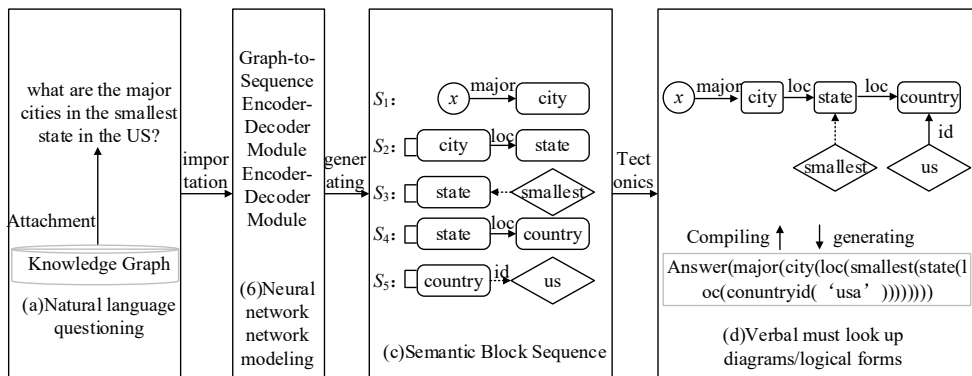 what are the major
cities in the smallest
state in the US?
Attachment
Knowledge Graph
(a)Natural language
questioning
impor
tation
Graph-to-
Sequence
Encoder-
Decoder
Module
Encoder-
Decoder
Module
(6)Neural
network
network
modeling
gener
ating
S1: x major city
S2: city loc state
S3: state smallest
S4: state loc country
S5: country id us
(c)Semantic Block Sequence
Tect
onics
x major city loc state loc country
id
smallest us
Compiling generating
Answer(major(city(loc(smallest(state(l
oc(conuntryid( ‘usa’ ))))))))
(d)Verbal must look up
diagrams/logical forms